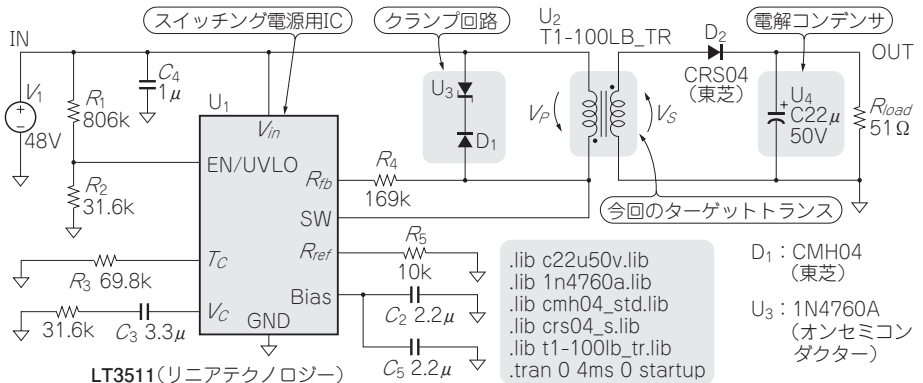 スイッチング電源用IC
クランプ回路
U2
T1-100LB_TR
D2
CRS04
(東芝)
電解コンデンサ
IN
OUT
V1
48V
R1
806k
C4
1μ
U1
Vin
EN/UVLO
Rfb
SW
Rref
Bias
TC
VC
GND
U3
D1
VP
VS
U4
C22μ
50V
Rload
51Ω
R2
31.6k
R4
169k
今回のターゲットトランス
R3 69.8k
R5
10k
31.6k
C3 3.3μ
C2 2.2μ
C5 2.2μ
LT3511(リニアテクノロジー)
.lib c22u50v.lib
.lib 1n4760a.lib
.lib cmh04_std.lib
.lib crs04_s.lib
.lib t1-100lb_tr.lib
.tran 0 4ms 0 startup
D1:CMH04
(東芝)
U3:1N4760A
(オンセミコン
ダクター)